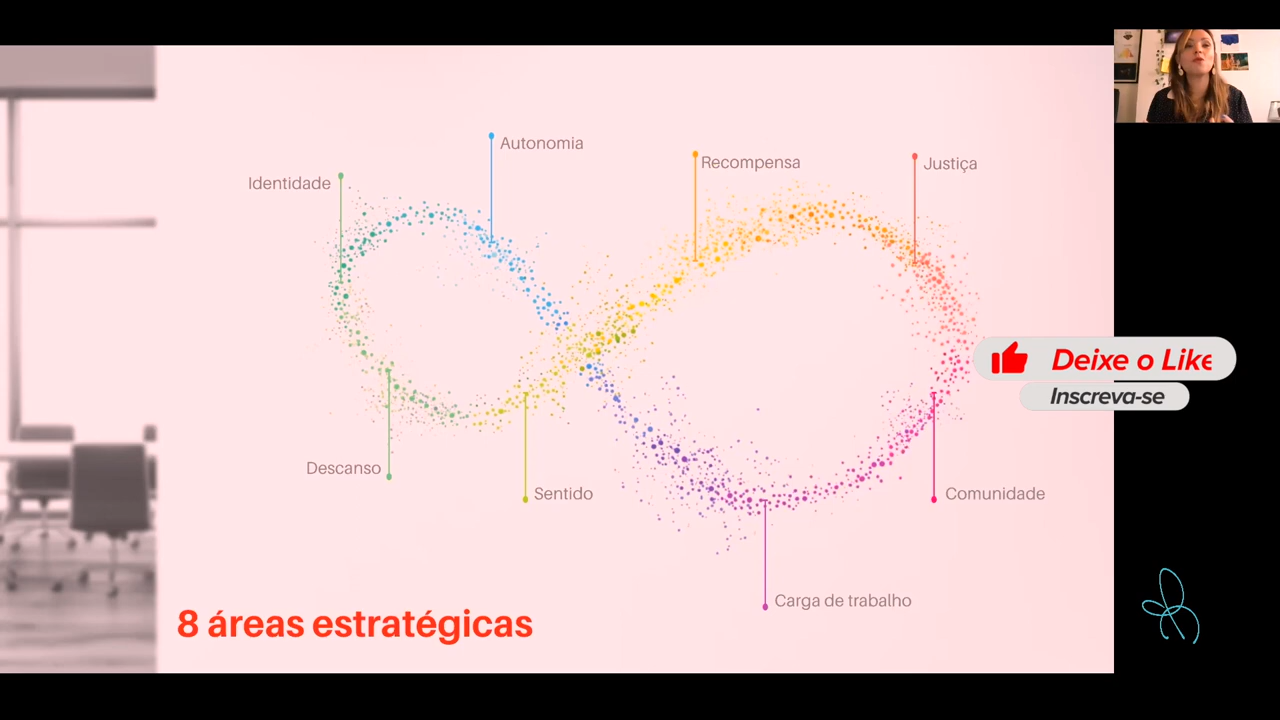 Autonomia
Recompensa
Justiça
Identidade
Deixe o Like
Inscreva-se
Descanso
Sentido
Comunidade
Carga de trabalho
8 áreas estratégicas